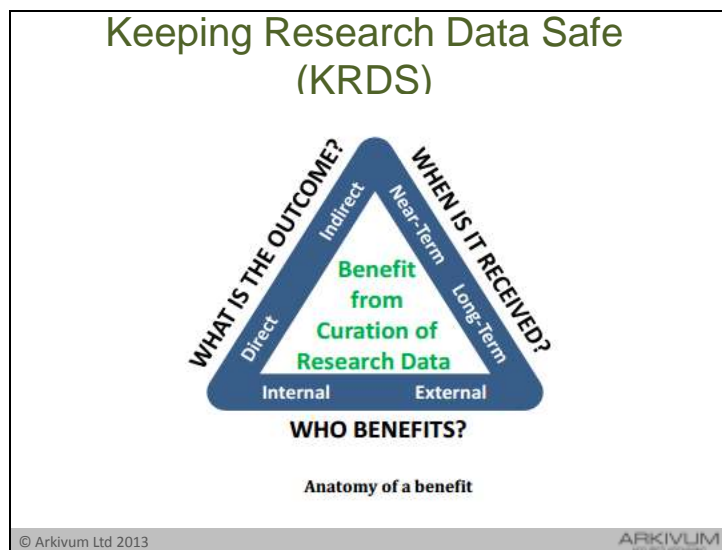 Keeping Research Data Safe
(KRDS)
WHAT IS THE OUTCOME?
Direct
Indirect
WHEN IS IT RECEIVED?
Near-Term
Long-Term
Benefit
from
Curation of
Research Data
Internal
External
WHO BENEFITS?
Anatomy of a benefit
© Arkivum Ltd 2013
ARKIVUM